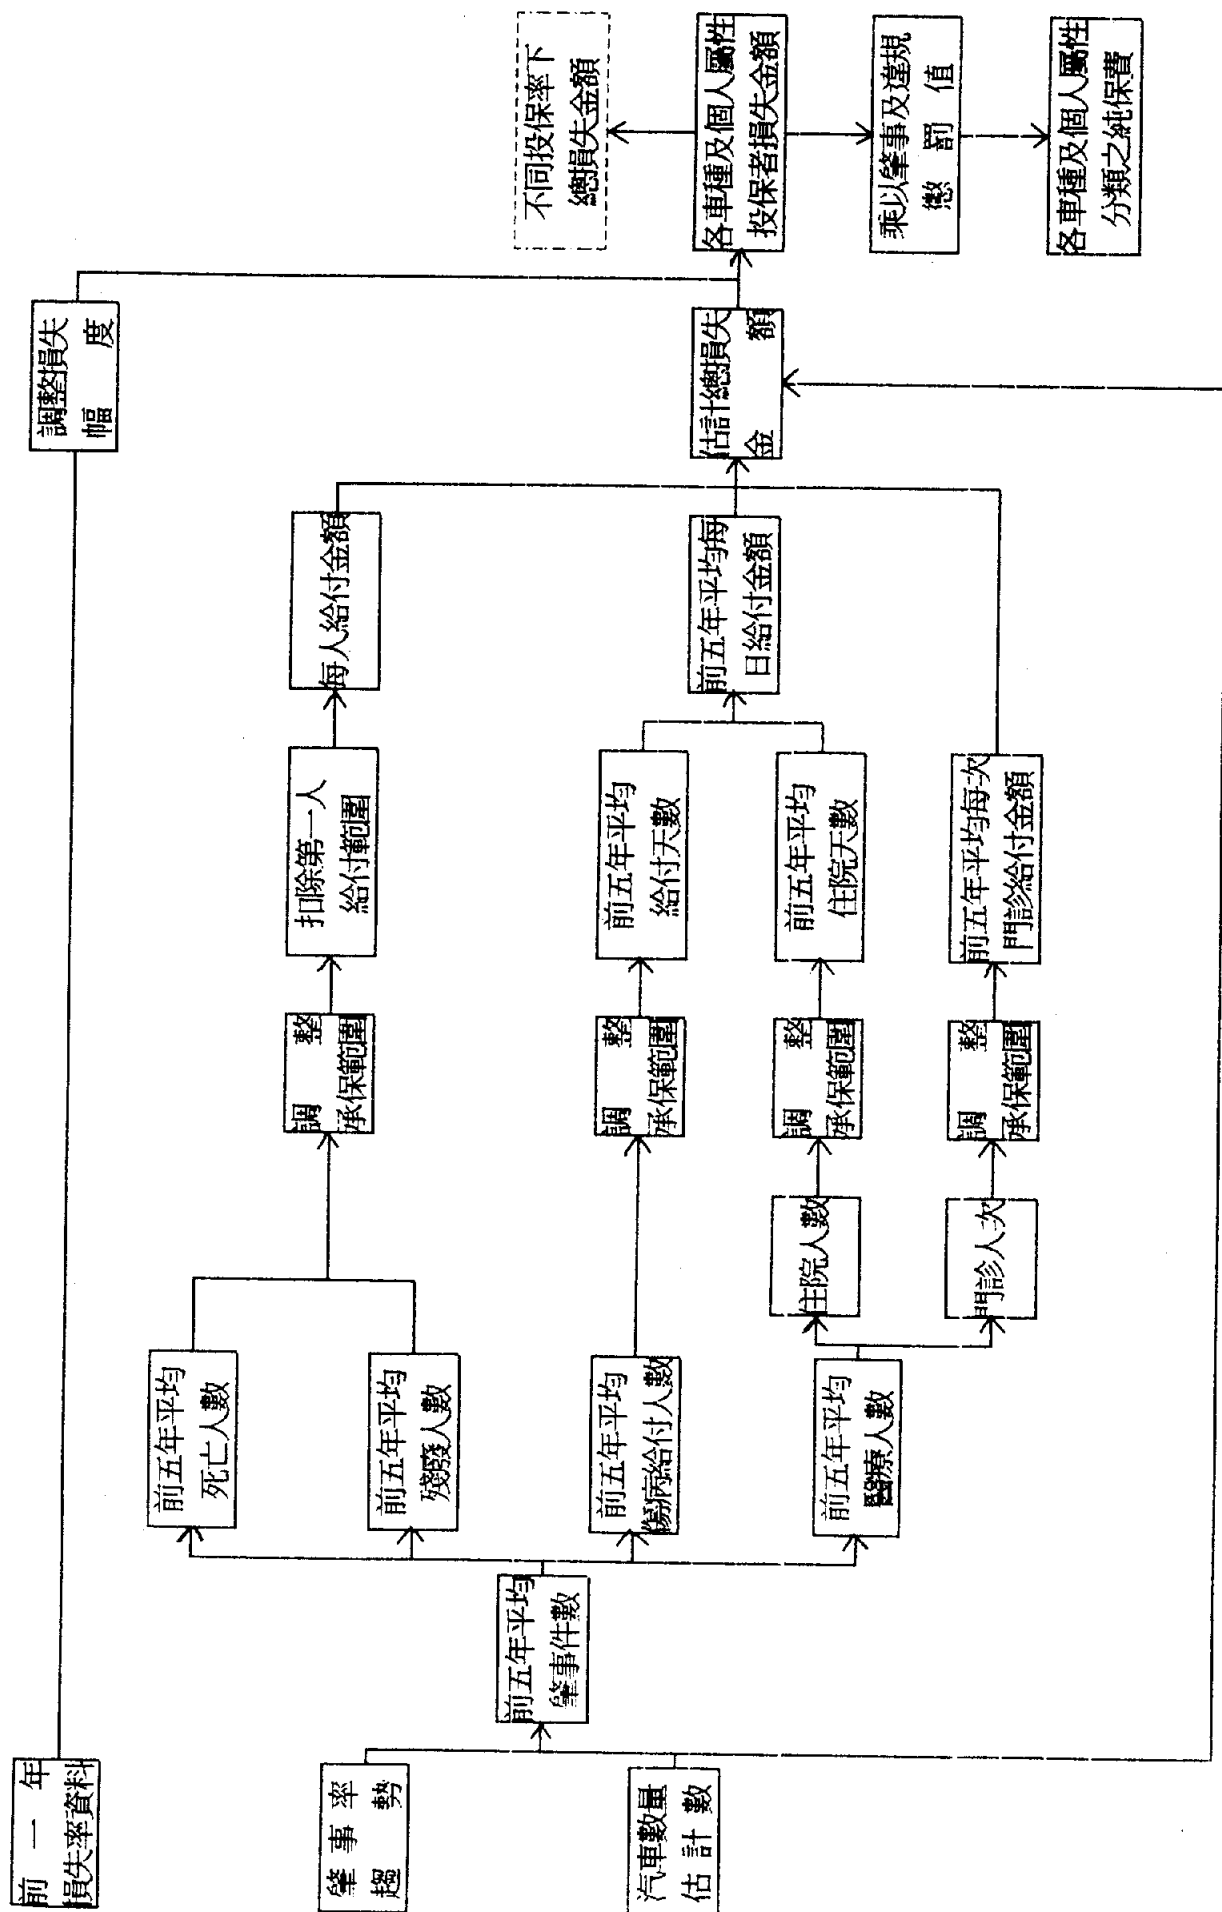 前一年
損失率資料
肇事率
趨勢
汽車數量
估計數
前五年平均
肇事件數
前五年平均
死亡人數
前五年平均
殘廢人數
前五年平均
傷病給付人數
前五年平均
醫療人數
住院人數
門診人次
調整
承保範圍
調整
承保範圍
調整
承保範圍
調整
承保範圍
扣除第一人
給付範圍
前五年平均
給付天數
前五年平均
住院天數
前五年平均每次
門診給付金額
每人給付金額
前五年平均每
日給付金額
調整損失
幅度
估計總損失
金額
不同投保率下
總損失金額
各車種及個人屬性
投保者損失金額
乘以肇事及違規
懲罰值
各車種及個人屬性
分類之純保費